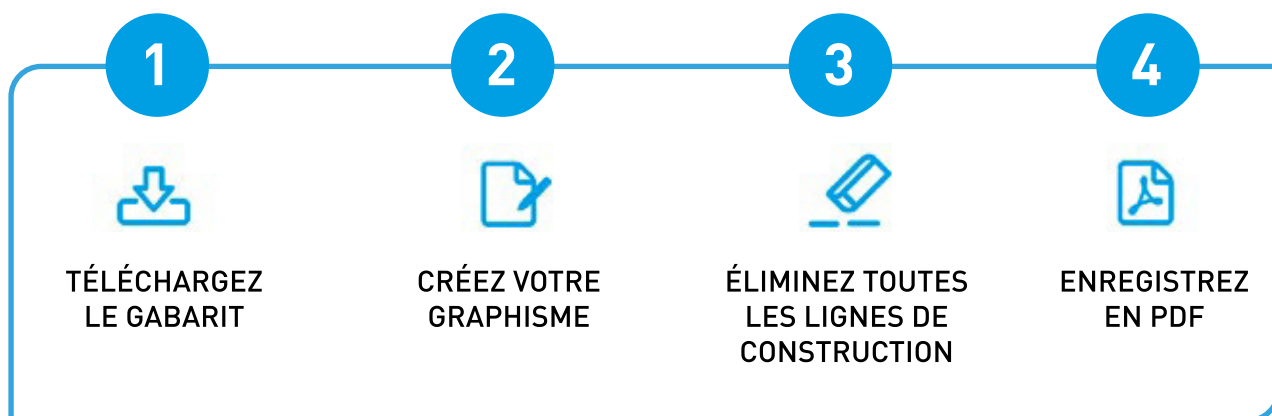 1
2
3
4
TÉLÉCHARGEZ
LE GABARIT
CRÉEZ VOTRE
GRAPHISME
ÉLIMINEZ TOUTES
LES LIGNES DE
CONSTRUCTION
ENREGISTREZ
EN PDF